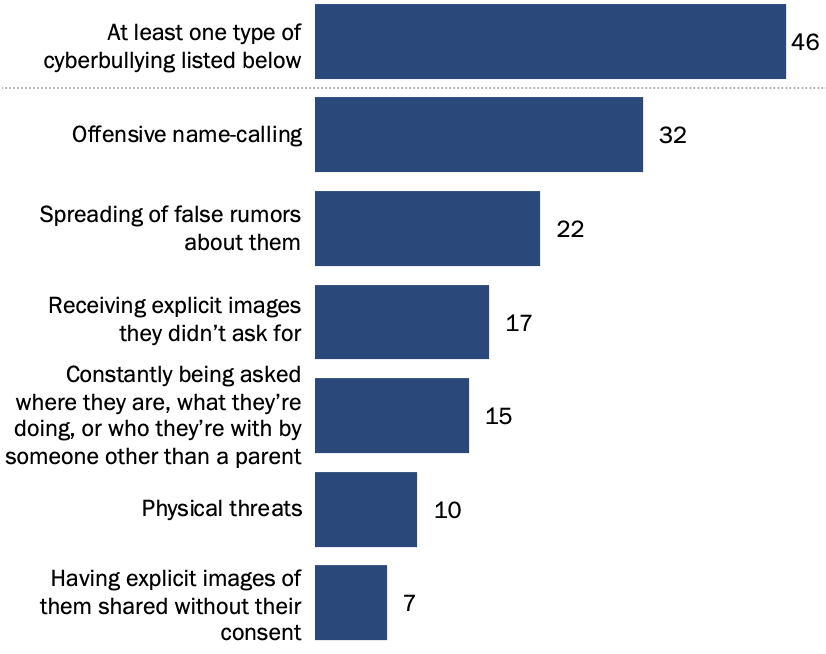 At least one type of
cyberbullying listed below
46
Offensive name-calling
32
Spreading of false rumors
about them
22
Receiving explicit images
they didn’t ask for
17
Constantly being asked
where they are, what they’re
doing, or who they’re with by
someone other than a parent
15
Physical threats
10
Having explicit images of
them shared without their
consent
7